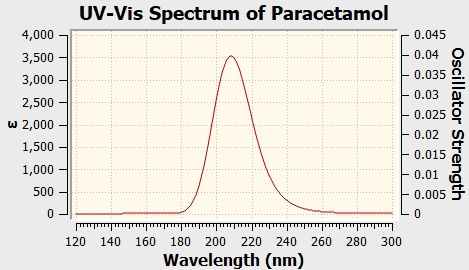 UV-Vis Spectrum of Paracetamol
4,000 0.045
3,500 0.04
3,000 0.035
2,500 0.03
2,000 0.025
1,500 0.02
1,000 0.015
500 0.01
0 0.005
0
ε
Oscillator Strength
120 140 160 180 200 220 240 260 280 300
Wavelength (nm)